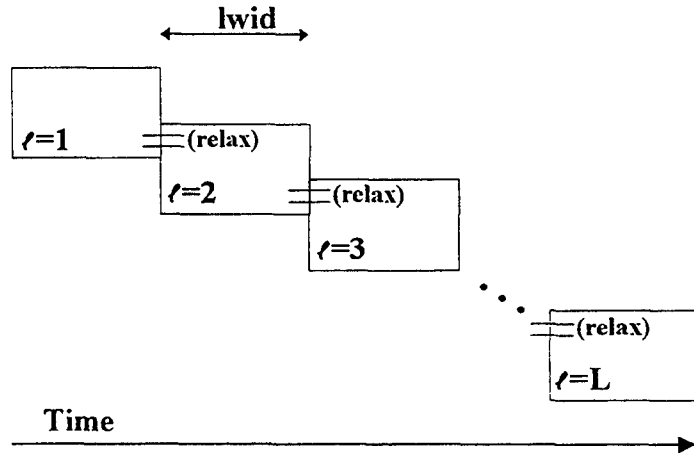 lwid
ℓ=1
(relax)
ℓ=2
(relax)
ℓ=3
(relax)
ℓ=L
Time